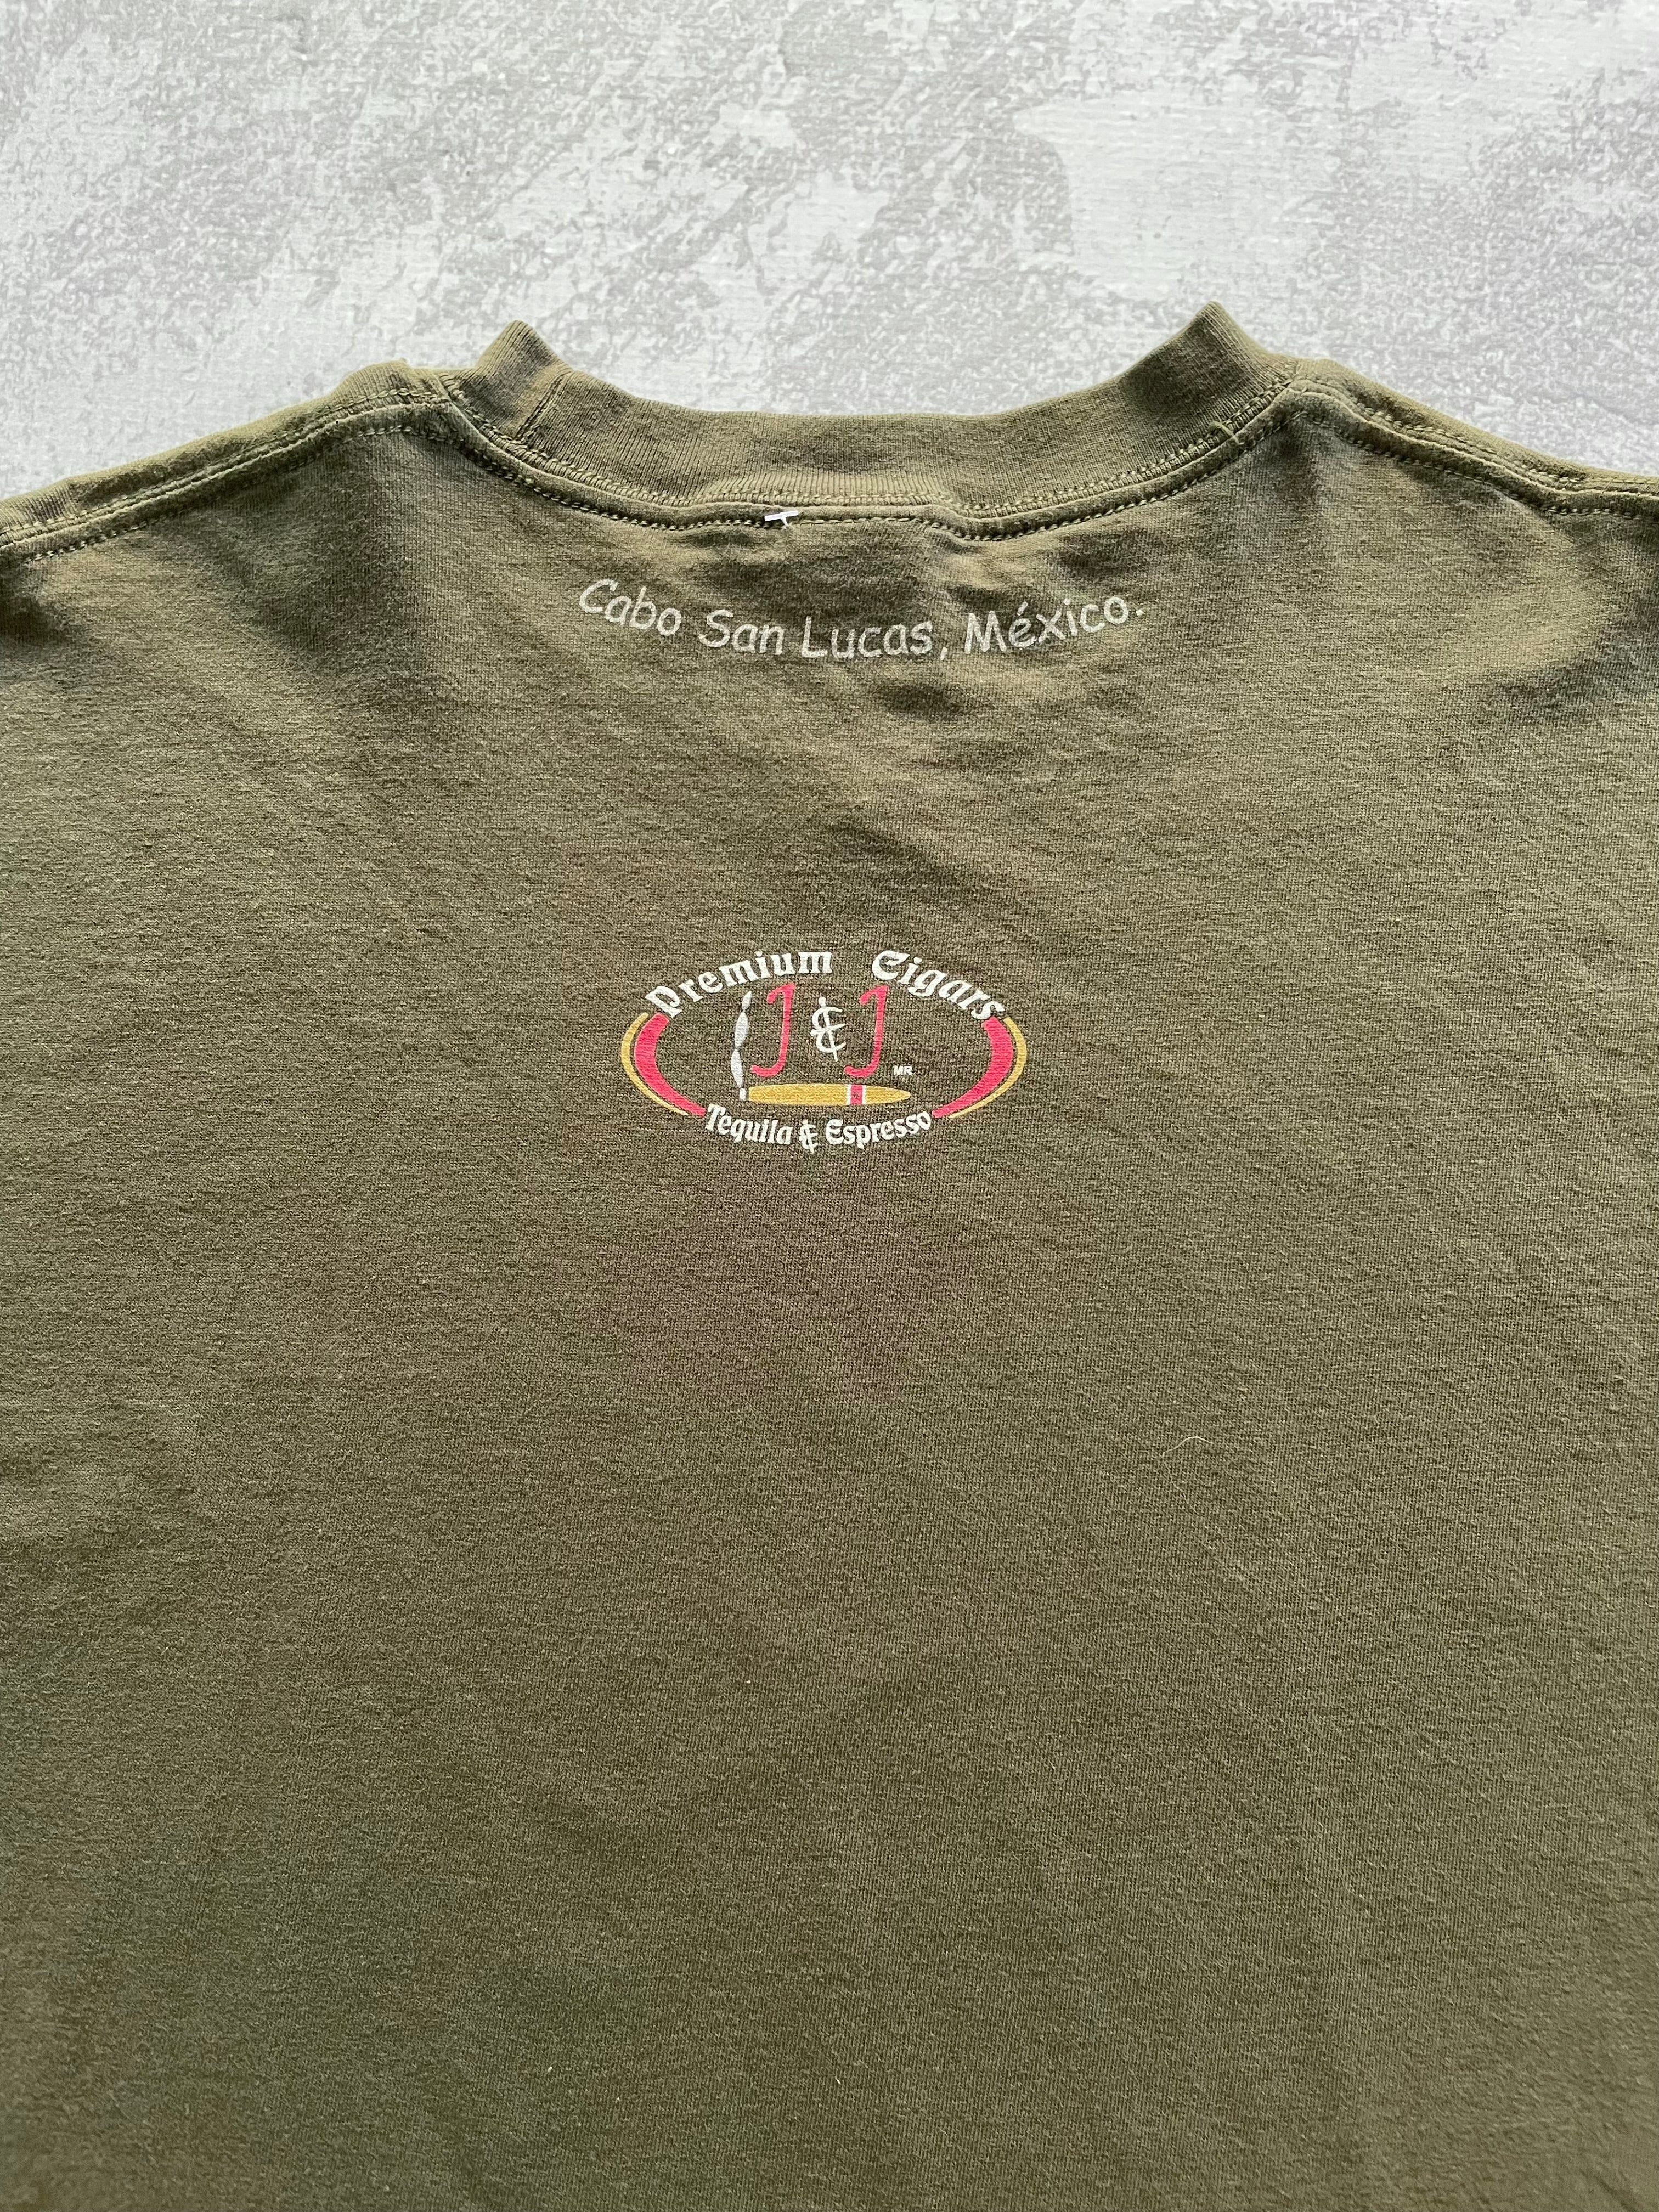 Cabo San Lucas, México.
Premium Cigars
J & J
MR
Tequila & Espresso